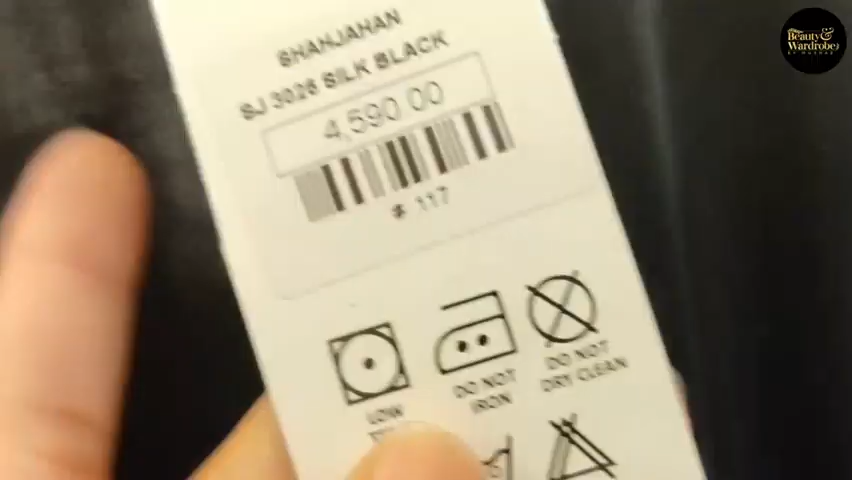 Beauty &
Wardrobe
SHAHJAHAN
SJ 3026 SILK BLACK
4,590.00
# 117
LOW
DO NOT
IRON
DO NOT
DRY CLEAN